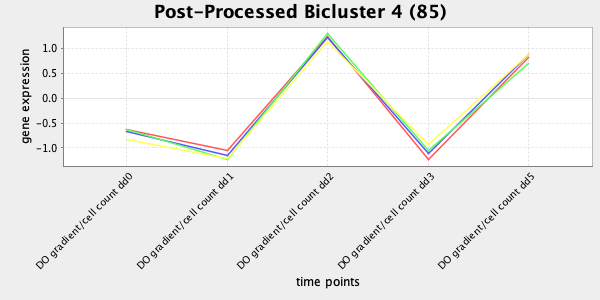 Post-Processed Bicluster 4 (85)
gene expression
1.0
0.5
0.0
-0.5
-1.0
DO gradient/cell count dd0
DO gradient/cell count dd1
DO gradient/cell count dd2
DO gradient/cell count dd3
DO gradient/cell count dd5
time points